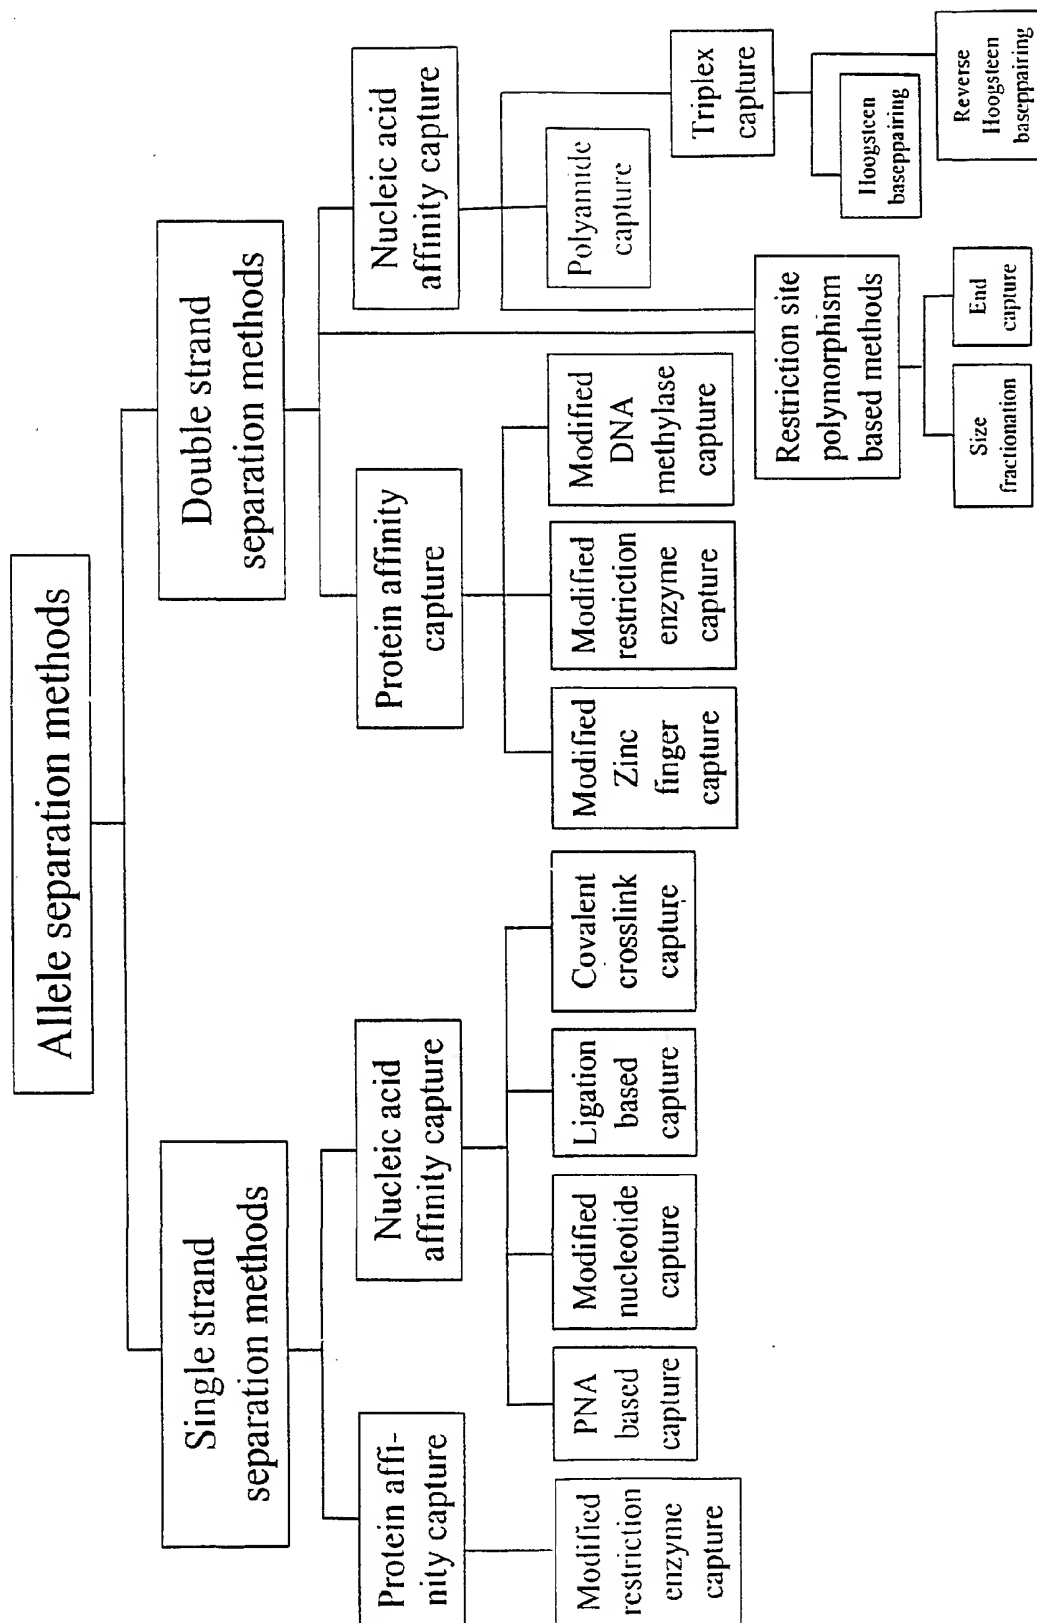 Allele separation methods
Single strand
separation methods
Double strand
separation methods
Protein affi-
nity capture
Nucleic acid
affinity capture
Protein affinity
capture
Nucleic acid
affinity capture
Modified
restriction
enzyme
capture
PNA
based
capture
Modified
nucleotide
capture
Ligation
based
capture
Covalent
crosslink
capture
Modified
Zinc
finger
capture
Modified
restriction
enzyme
capture
Modified
DNA
methylase
capture
Polyamide
capture
Triplex
capture
Restriction site
polymorphism
based methods
Hoogsteen
baseppairing
Reverse
Hoogsteen
baseppairing
Size
fractionation
End
capture